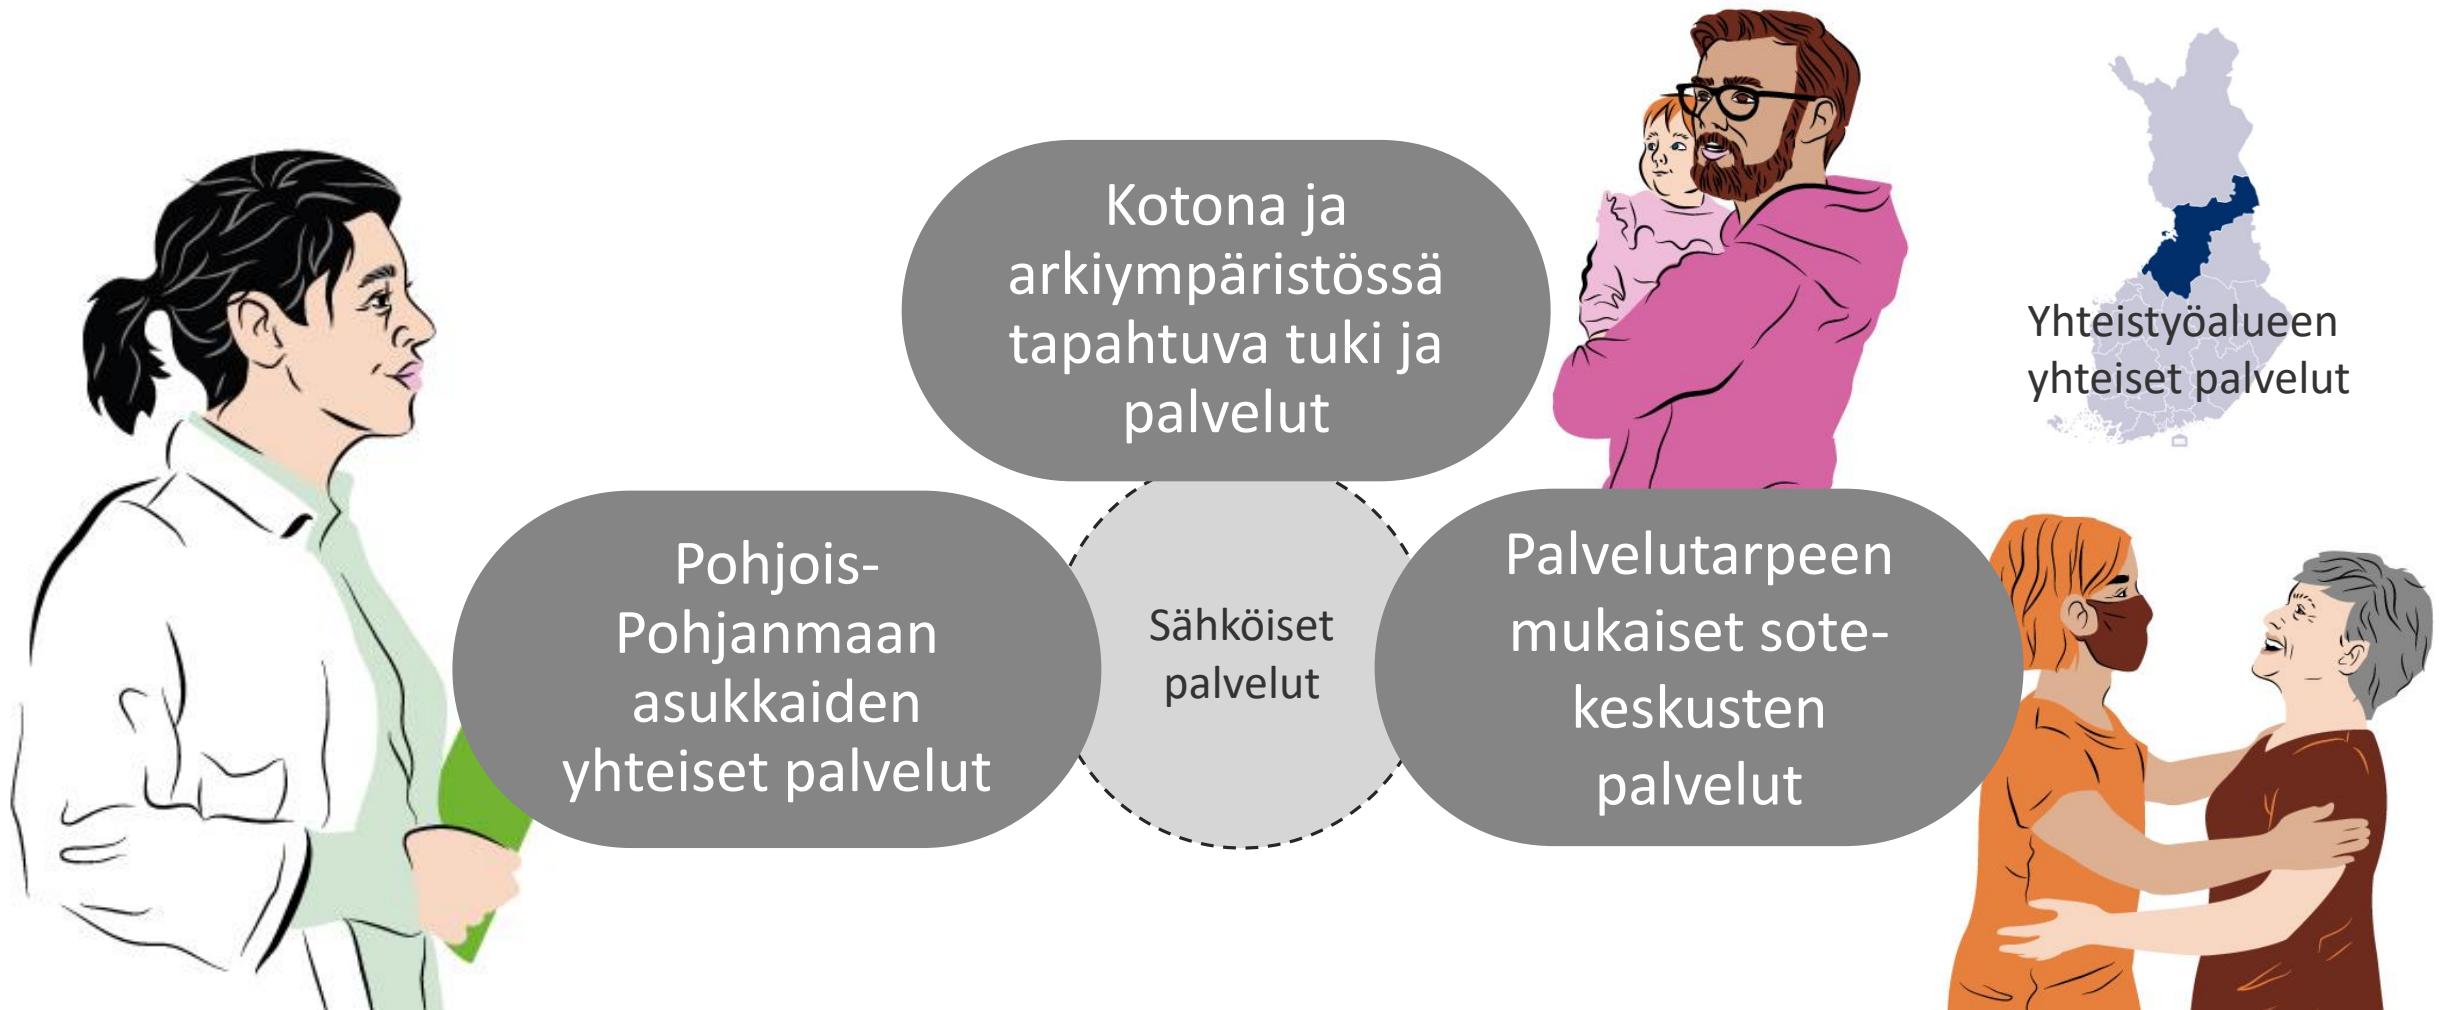 Kotona ja
arkiympäristössä
tapahtuva tuki ja
palvelut
Yhteistyöalueen
yhteiset palvelut
Pohjois-
Pohjanmaan
asukkaiden
yhteiset palvelut
Sähköiset
palvelut
Palvelutarpeen
mukaiset sote-
keskusten
palvelut